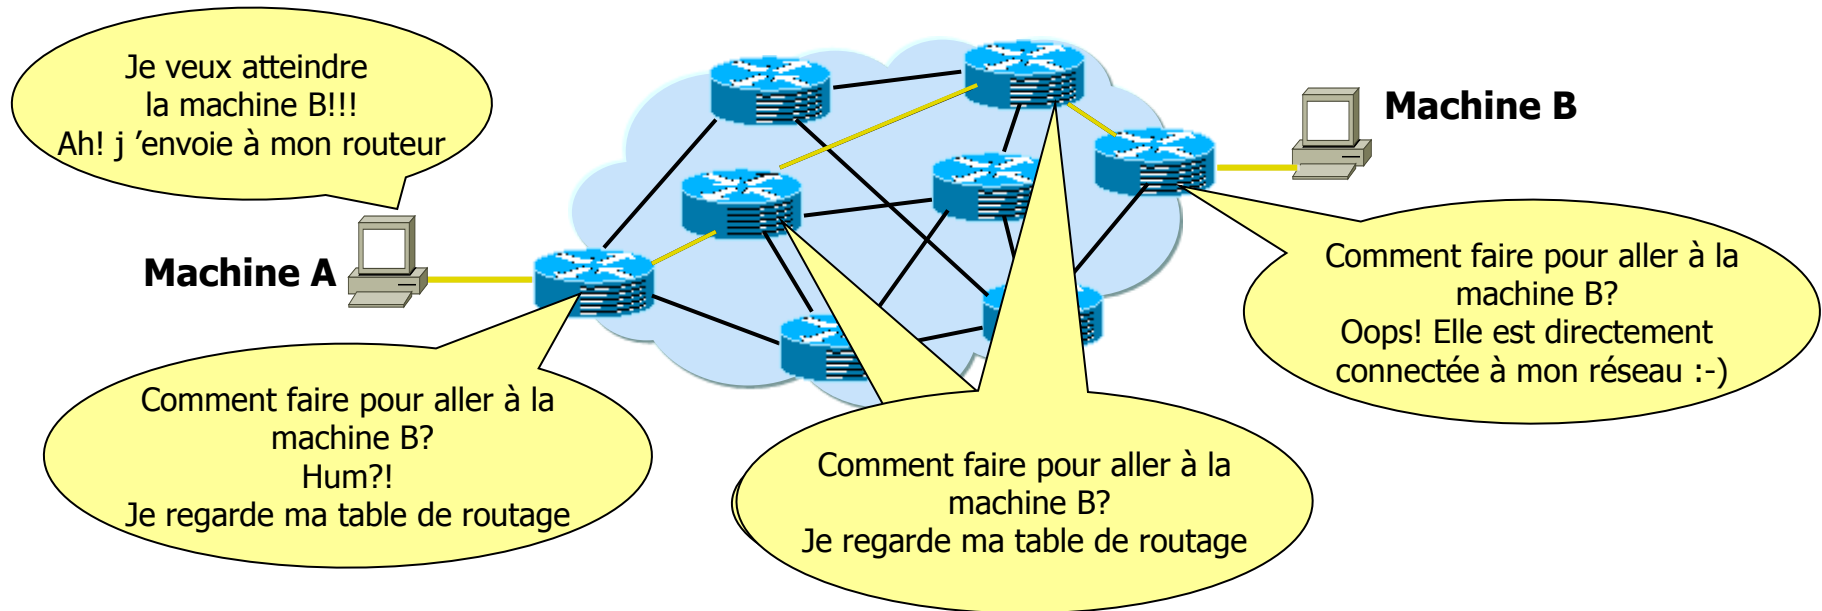 Je veux atteindre
la machine B!!!
Ah! j ’envoie à mon routeur
Machine B
Machine A
Comment faire pour aller à la
machine B?
Oops! Elle est directement
connectée à mon réseau :-)
Comment faire pour aller à la
machine B?
Hum?!
Je regarde ma table de routage
Comment faire pour aller à la
machine B?
Je regarde ma table de routage